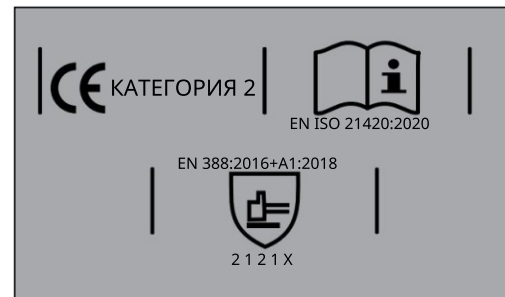 CE КАТЕГОРИЯ 2
i
EN ISO 21420:2020
EN 388:2016+A1:2018
2 1 2 1 X